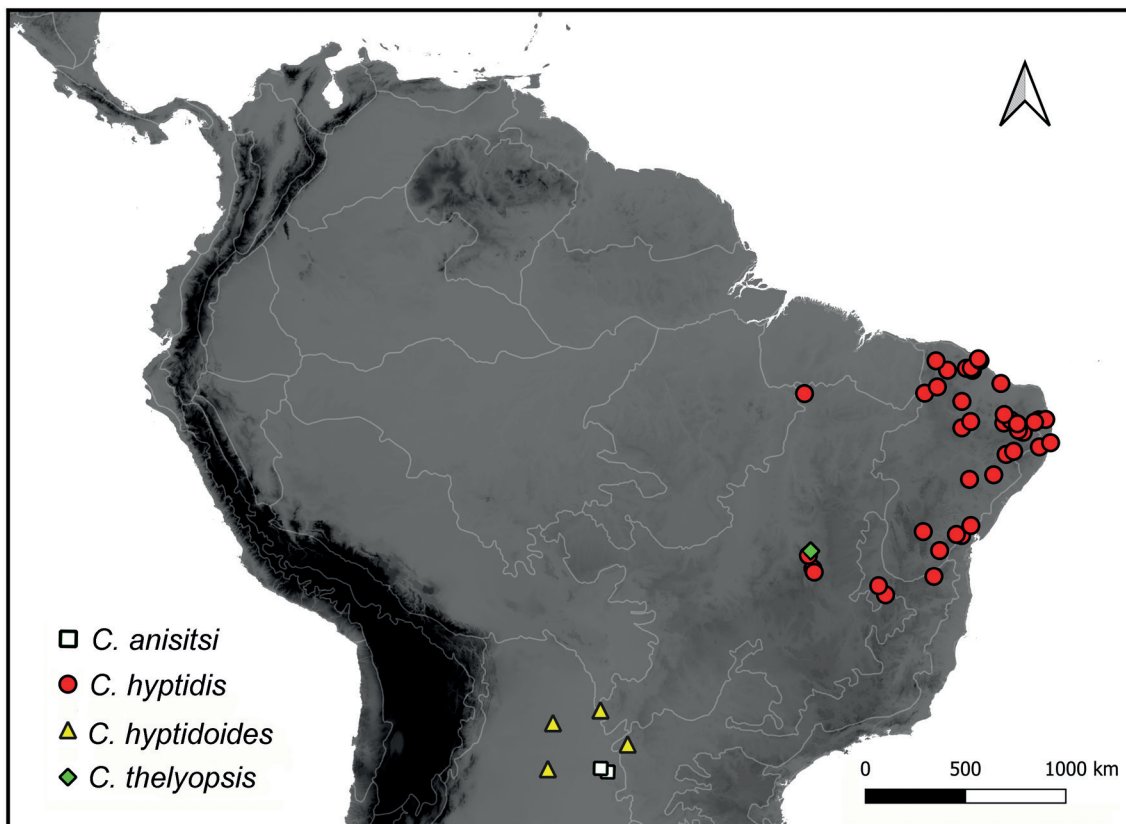 C. anisitsi
C. hyptidis
C. hyptidoides
C. thelyopsis
0 500 1000 km